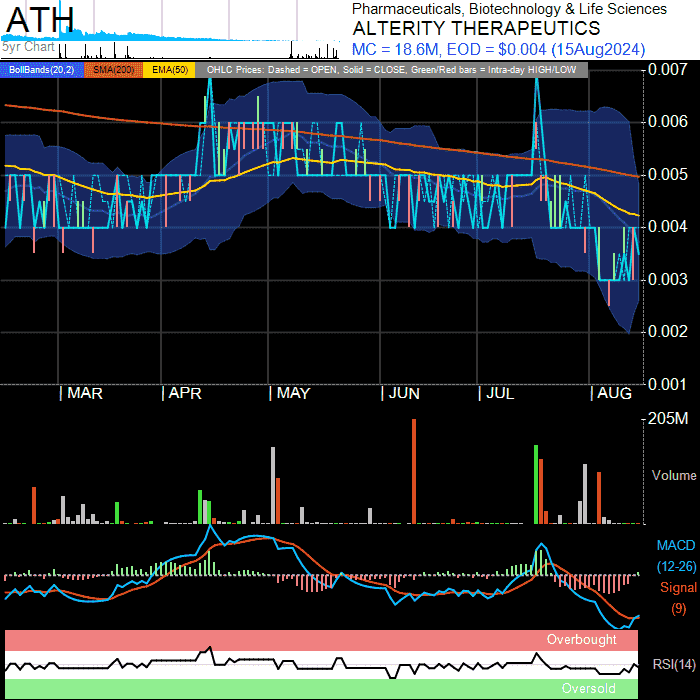 ATH
Pharmaceuticals, Biotechnology & Life Sciences
ALTERITY THERAPEUTICS
5yr Chart
MC = 18.6M, EOD = $0.004 (15Aug2024)
BollBands(20,2) SMA(200) EMA(50) OHLC Prices: Dashed = OPEN, Solid = CLOSE, Green/Red bars = Intra-day HIGH/LOW
0.007
0.006
0.005
0.004
0.003
0.002
0.001
MAR APR MAY JUN JUL AUG
205M
Volume
MACD
(12-26)
Signal
(9)
Overbought
RSI(14)
Oversold